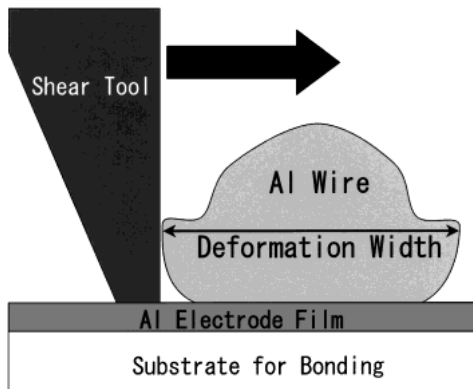 Shear Tool
Al Wire
Deformation Width
Al Electrode Film
Substrate for Bonding